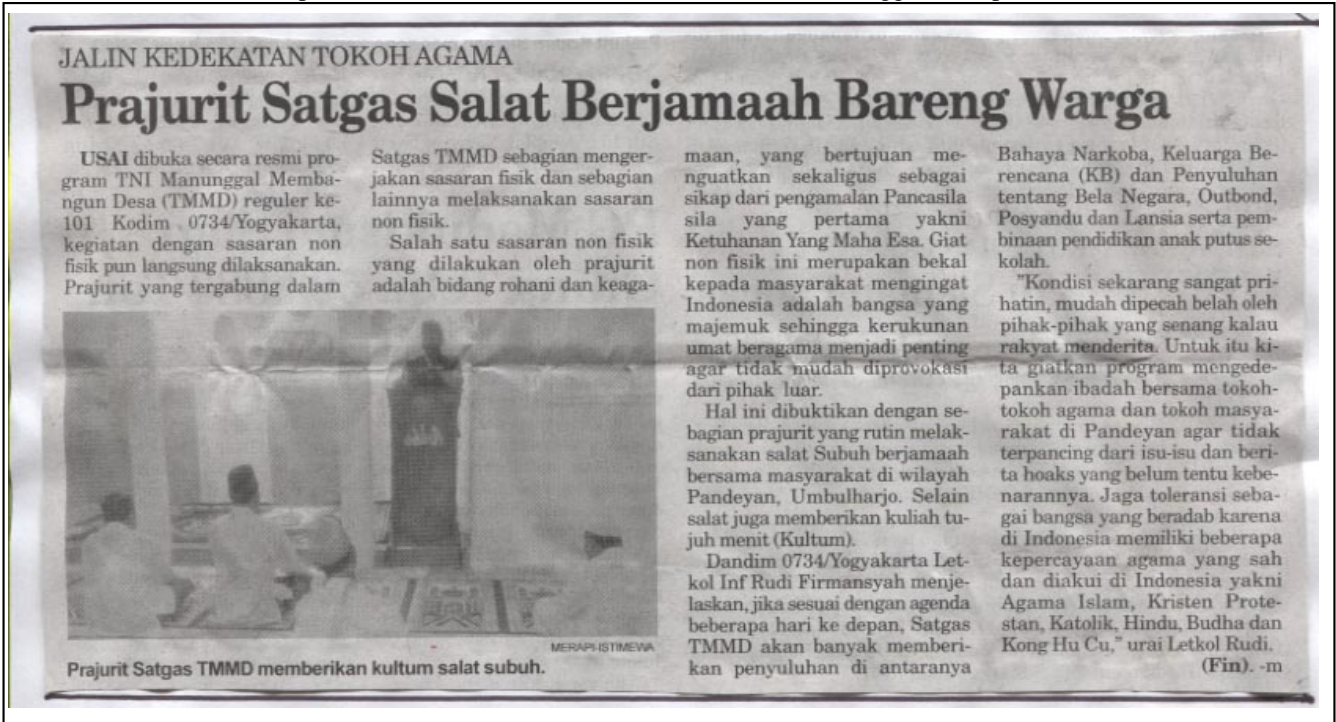 JALIN KEDEKATAN TOKOH AGAMA
Prajurit Satgas Salat Berjamaah Bareng Warga
USAI dibuka secara resmi pro-
gram TNI Manunggal Memba-
ngun Desa (TMMD) reguler ke-
101 Kodim 0734/Yogyakarta,
kegiatan dengan sasaran non
fisik pun langsung dilaksanakan.
Prajurit yang tergabung dalam
Satgas TMMD sebagian menger-
jakan sasaran fisik dan sebagian
lainnya melaksanakan sasaran
non fisik.
Salah satu sasaran non fisik
yang dilakukan oleh prajurit
adalah bidang rohani dan keaga-
maan, yang bertujuan me-
nguatkan sekaligus sebagai
sikap dari pengamalan Pancasila
sila yang pertama yakni
Ketuhanan Yang Maha Esa. Giat
non fisik ini merupakan bekal
kepada masyarakat mengingat
Indonesia adalah bangsa yang
majemuk sehingga kerukunan
umat beragama menjadi penting
agar tidak mudah diprovokasi
dari pihak luar.
Hal ini dibuktikan dengan se-
bagian prajurit yang rutin melak-
sanakan salat Subuh berjamaah
bersama masyarakat di wilayah
Pandeyan, Umbulharjo. Selain
salat juga memberikan kuliah tu-
juh menit (Kultum).
Dandim 0734/Yogyakarta Let-
kol Inf Rudi Firmansyah menje-
laskan, jika sesuai dengan agenda
beberapa hari ke depan, Satgas
TMMD akan banyak memberi-
kan penyuluhan di antaranya
Bahaya Narkoba, Keluarga Be-
rencana (KB) dan Penyuluhan
tentang Bela Negara, Outbond,
Posyandu dan Lansia serta pem-
binaan pendidikan anak putus se-
kolah.
"Kondisi sekarang sangat pri-
hatin, mudah dipecah belah oleh
pihak-pihak yang senang kalau
rakyat menderita. Untuk itu ki-
ta giatkan program mengede-
pankan ibadah bersama tokoh-
tokoh agama dan tokoh masya-
rakat di Pandeyan agar tidak
terpancing dari isu-isu dan beri-
ta hoaks yang belum tentu kebe-
narannya. Jaga toleransi seba-
gai bangsa yang beradab karena
di Indonesia memiliki beberapa
kepercayaan agama yang sah
dan diakui di Indonesia yakni
Agama Islam, Kristen Prote-
stan, Katolik, Hindu, Budha dan
Kong Hu Cu," urai Letkol Rudi.
(Fin). -m
MERAPI-ISTIMEWA
Prajurit Satgas TMMD memberikan kultum salat subuh.